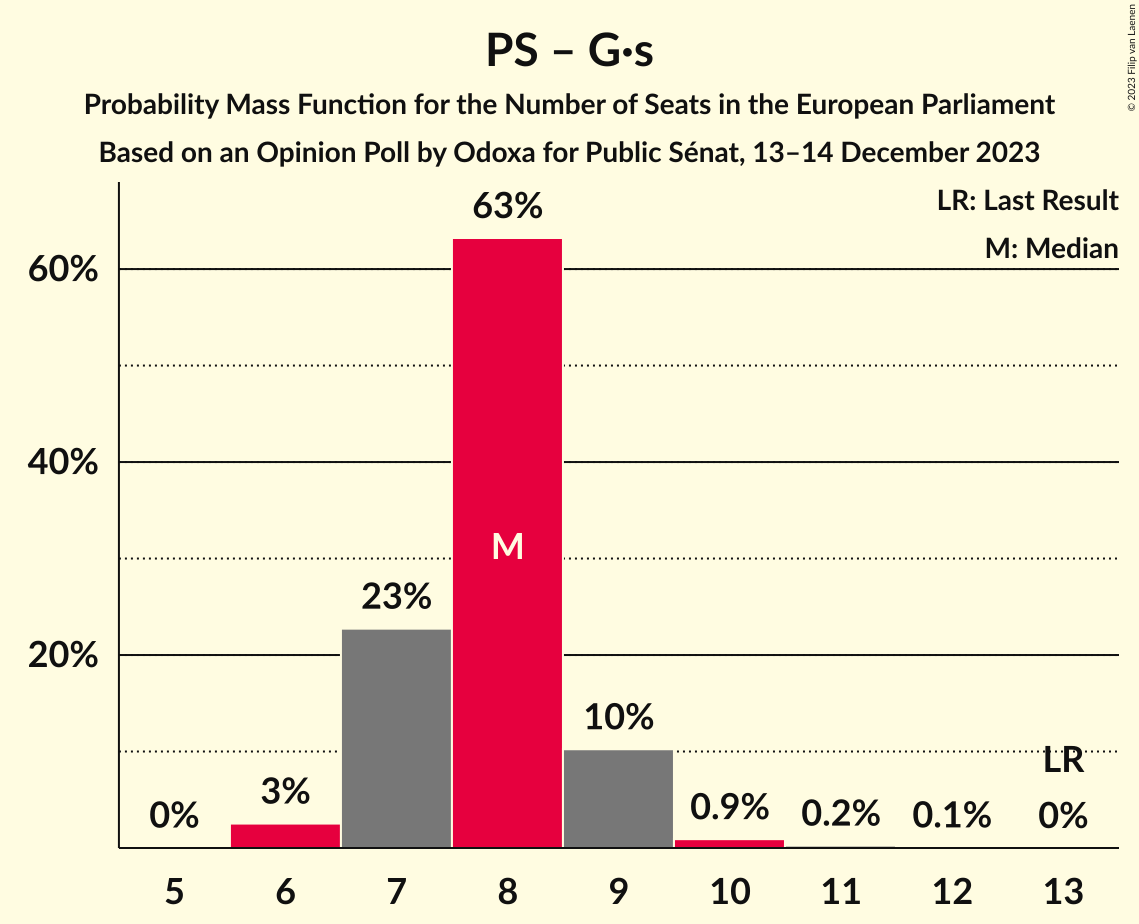 PS – G·s
Probability Mass Function for the Number of Seats in the European Parliament
Based on an Opinion Poll by Odoxa for Public Sénat, 13–14 December 2023
© 2023 Filip van Laenen
LR: Last Result
M: Median
60%
40%
20%
0%
3%
23%
63%
M
10%
0.9%
0.2%
0.1%
LR
0%
5
6
7
8
9
10
11
12
13